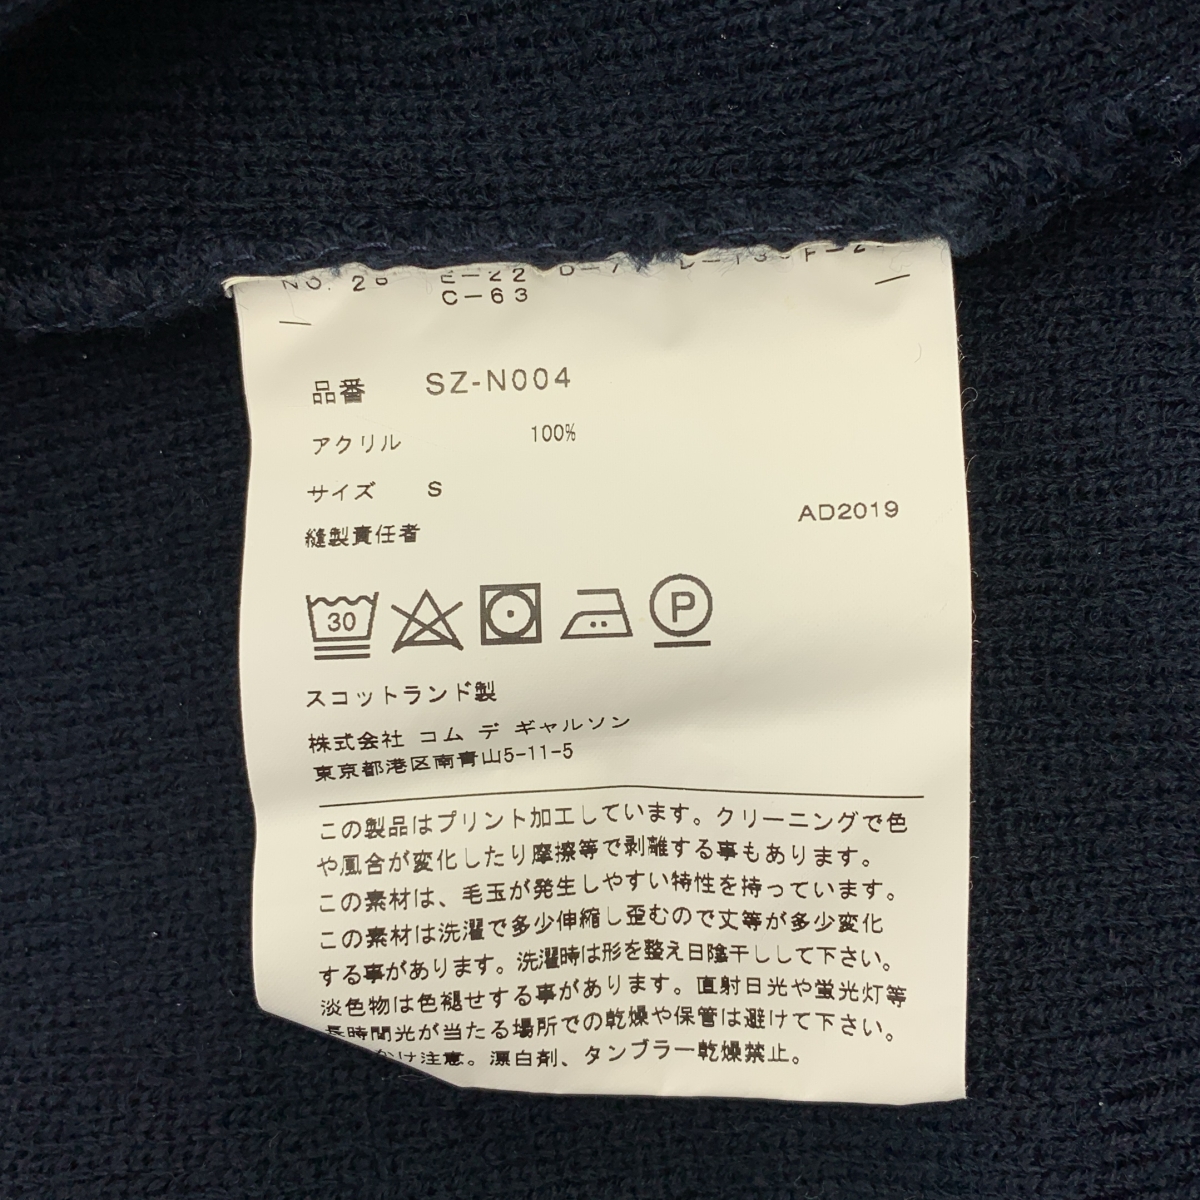 NO. 28 E-22
C-63
品番 SZ-N004
アクリル 100%
サイズ S
縫製責任者 AD2019
30
P
スコットランド製
株式会社 コム デ ギャルソン
東京都港区南青山5-11-5
この製品はプリント加工しています。クリーニングで色
や風合が変化したり摩擦等で剥離する事もあります。
この素材は、毛玉が発生しやすい特性を持っています。
この素材は洗濯で多少伸縮し歪むので丈等が多少変化
する事があります。洗濯時は形を整え日陰干しして下さい。
淡色物は色褪せする事があります。直射日光や蛍光灯等
長時間光が当たる場所での乾燥や保管は避けて下さい。
は注意。漂白剤、タンブラー乾燥禁止。